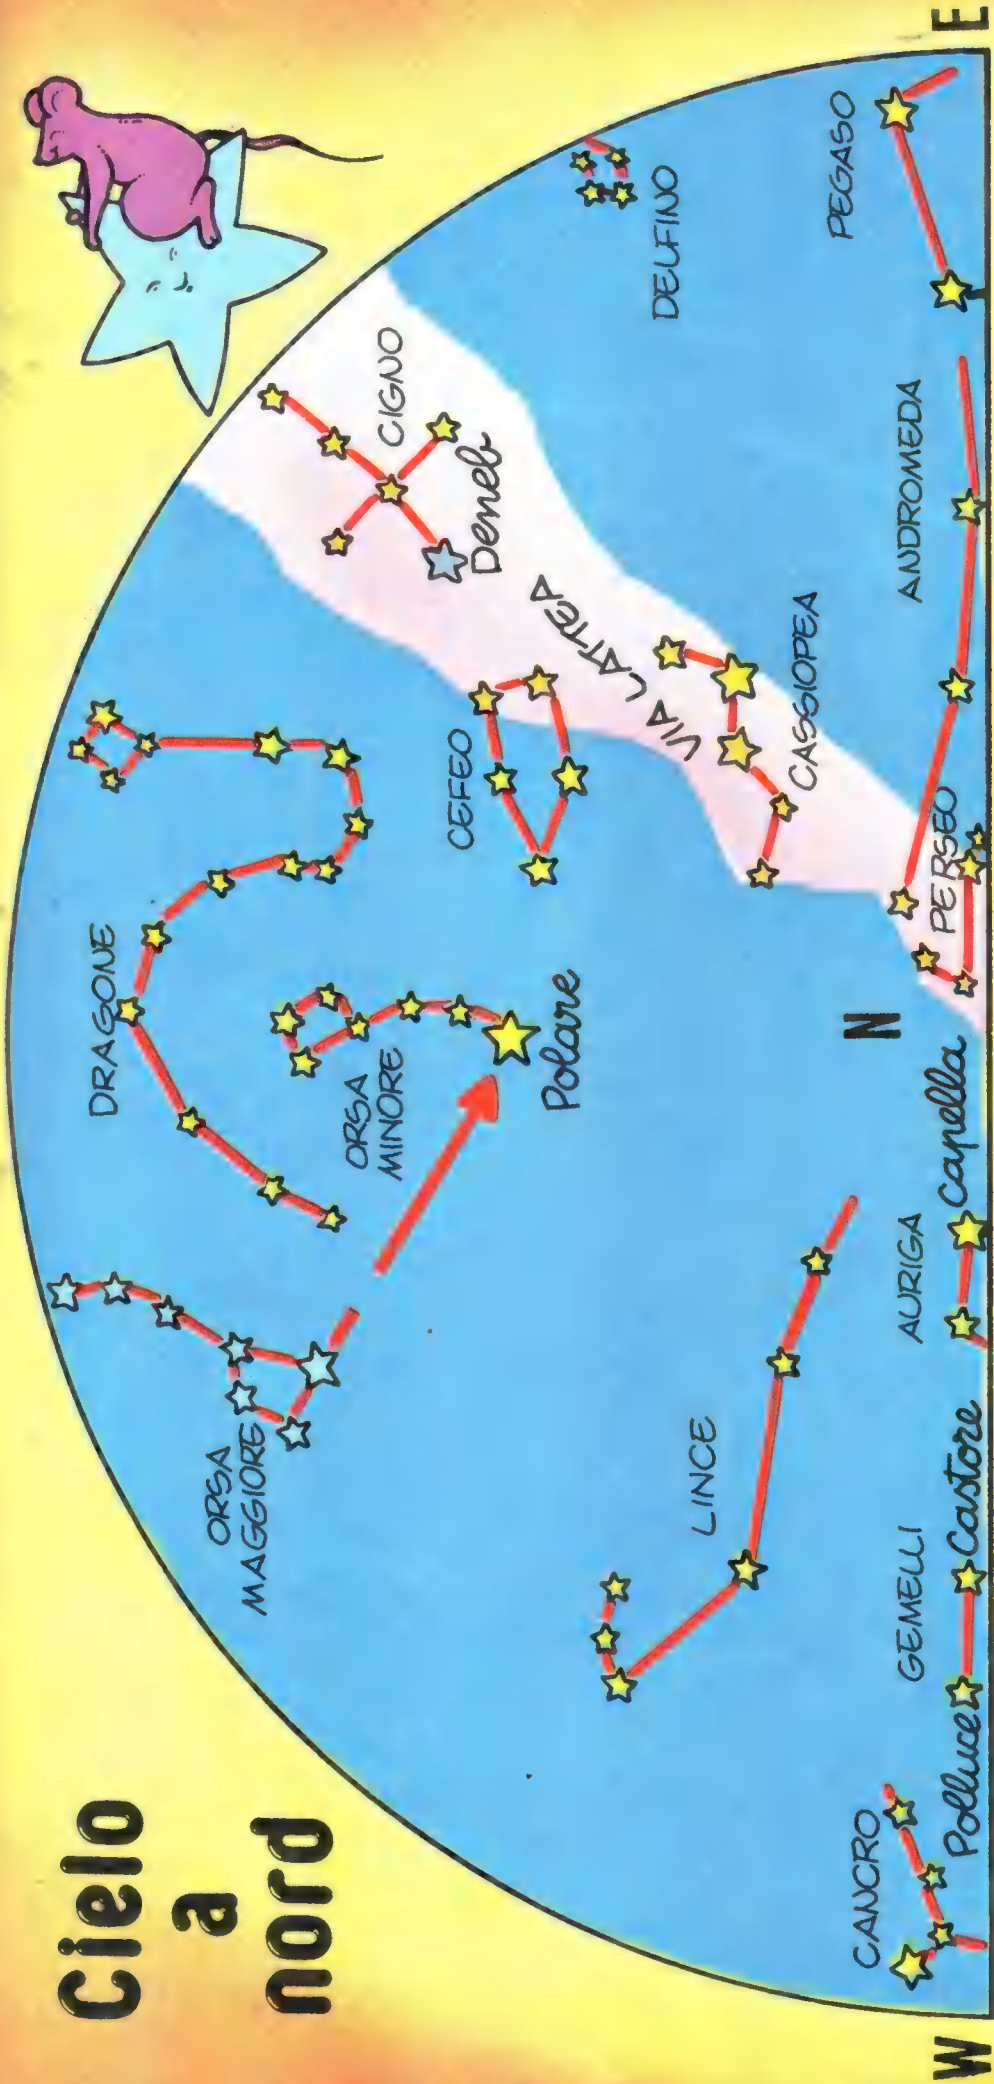 Cielo
a
nord
DRAGONE
ORSA
MAGGIORE
ORSA
MINORE
Polare
CEFEO
CIGNO
Deneb
VIA LATTEA
CASSIOPEA
DELFINO
LINCE
PEGASO
ANDROMEDA
PERSEO
N
Capella
AURIGA
Castore
GEMELLI
Polluce
CANCRO
W
E